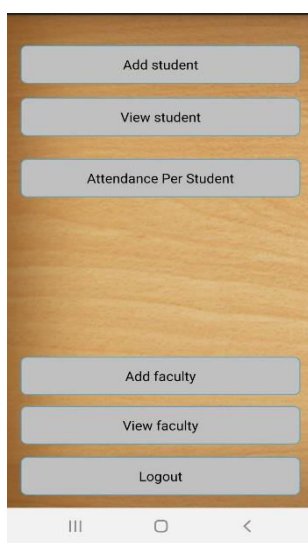 Add student
View student
Attendance Per Student
Add faculty
View faculty
Logout